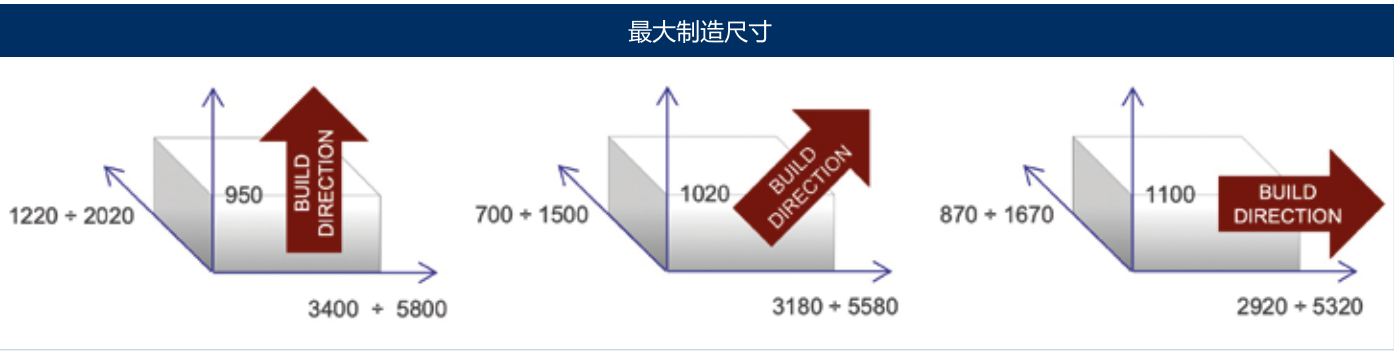 最大制造尺寸
950
BUILD
DIRECTION
1220 ÷ 2020
3400 ÷ 5800
1020
BUILD
DIRECTION
700 ÷ 1500
3180 ÷ 5580
1100
BUILD
DIRECTION
870 ÷ 1670
2920 ÷ 5320